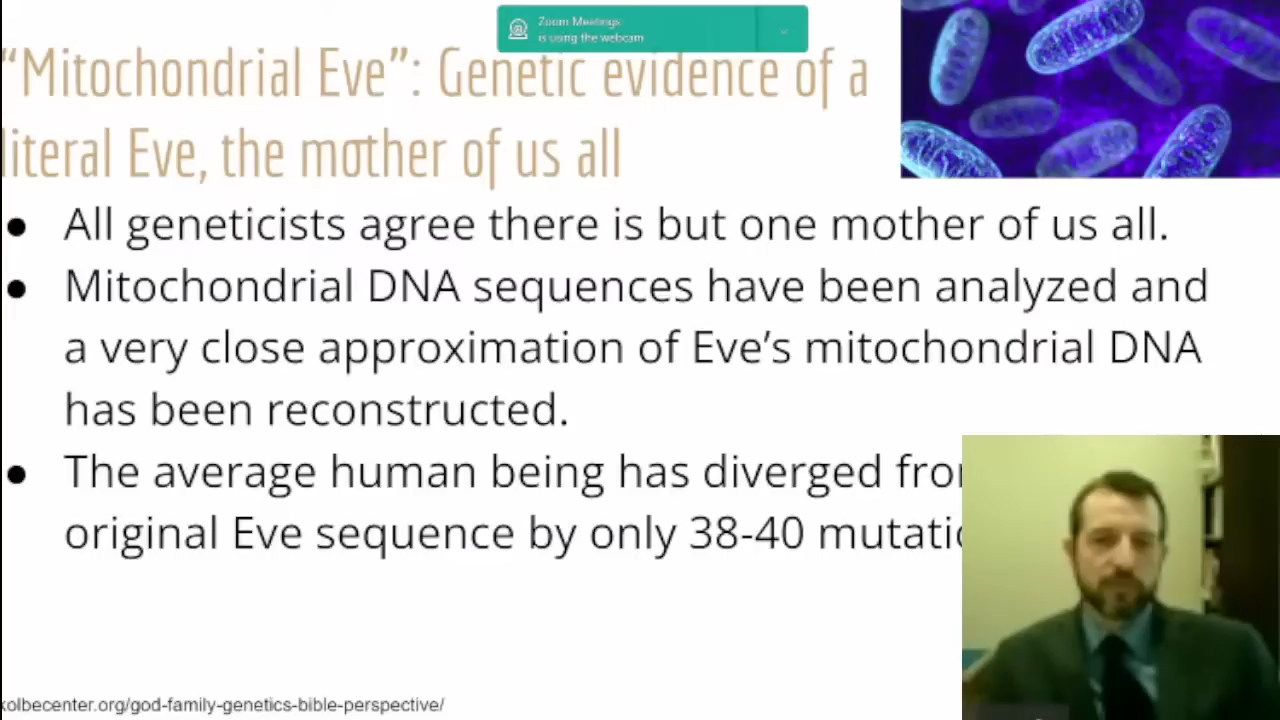 Zoom Meetings
is using the webcam
“Mitochondrial Eve”: Genetic evidence of a
literal Eve, the mother of us all
● All geneticists agree there is but one mother of us all.
● Mitochondrial DNA sequences have been analyzed and
a very close approximation of Eve’s mitochondrial DNA
has been reconstructed.
● The average human being has diverged from
original Eve sequence by only 38-40 mutatio
kolbecenter.org/god-family-genetics-bible-perspective/